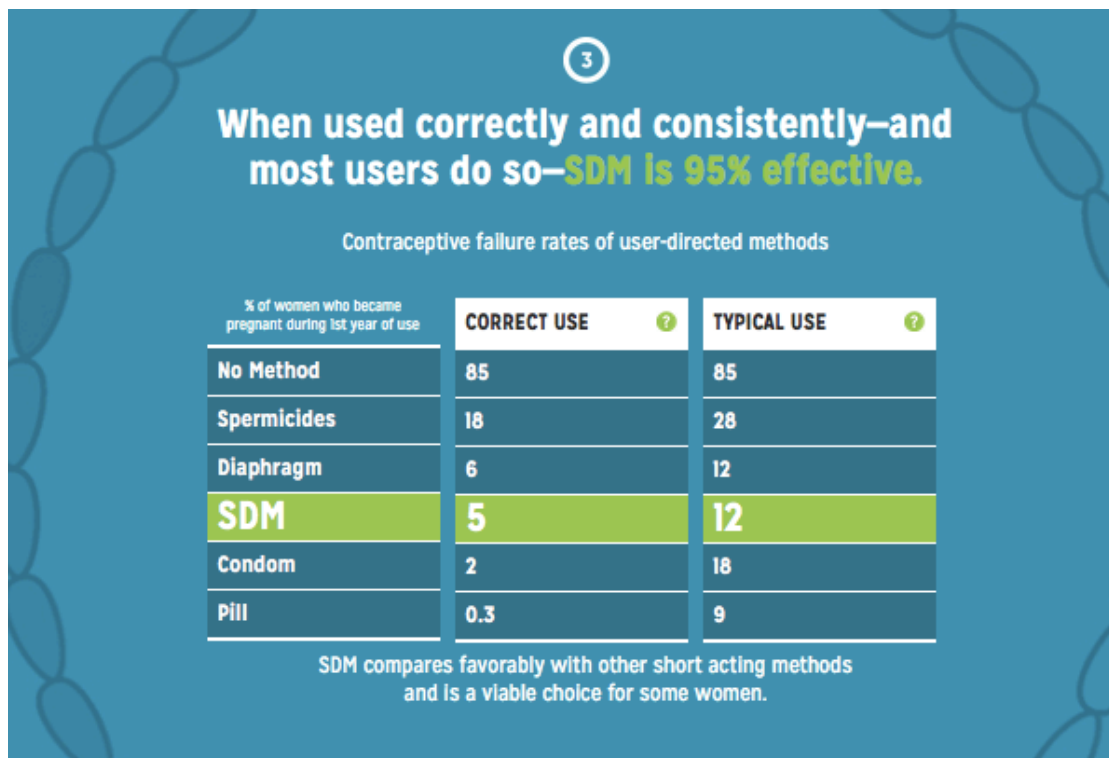 3
When used correctly and consistently—and
most users do so—SDM is 95% effective.
Contraceptive failure rates of user-directed methods
% of women who became
pregnant during 1st year of use
CORRECT USE ?
TYPICAL USE ?
No Method 85 85
Spermicides 18 28
Diaphragm 6 12
SDM 5 12
Condom 2 18
Pill 0.3 9
SDM compares favorably with other short acting methods
and is a viable choice for some women.